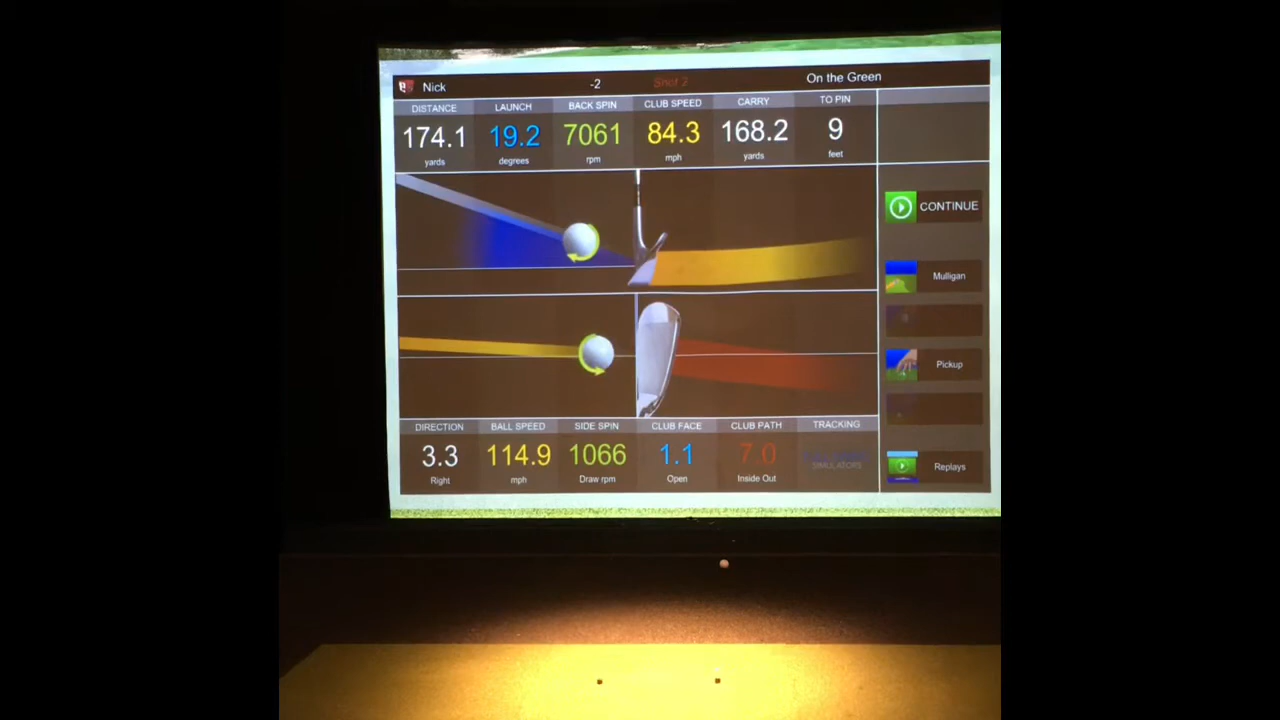 Nick -2 Shot 2 On the Green
DISTANCE LAUNCH BACK SPIN CLUB SPEED CARRY TO PIN
174.1 19.2 7061 84.3 168.2 9
yards degrees rpm mph yards feet
CONTINUE
Mulligan
Pickup
Replays
DIRECTION BALL SPEED SIDE SPIN CLUB FACE CLUB PATH TRACKING
3.3 114.9 1066 1.1 7.0
SIMULATORS
Right mph Draw rpm Open Inside Out